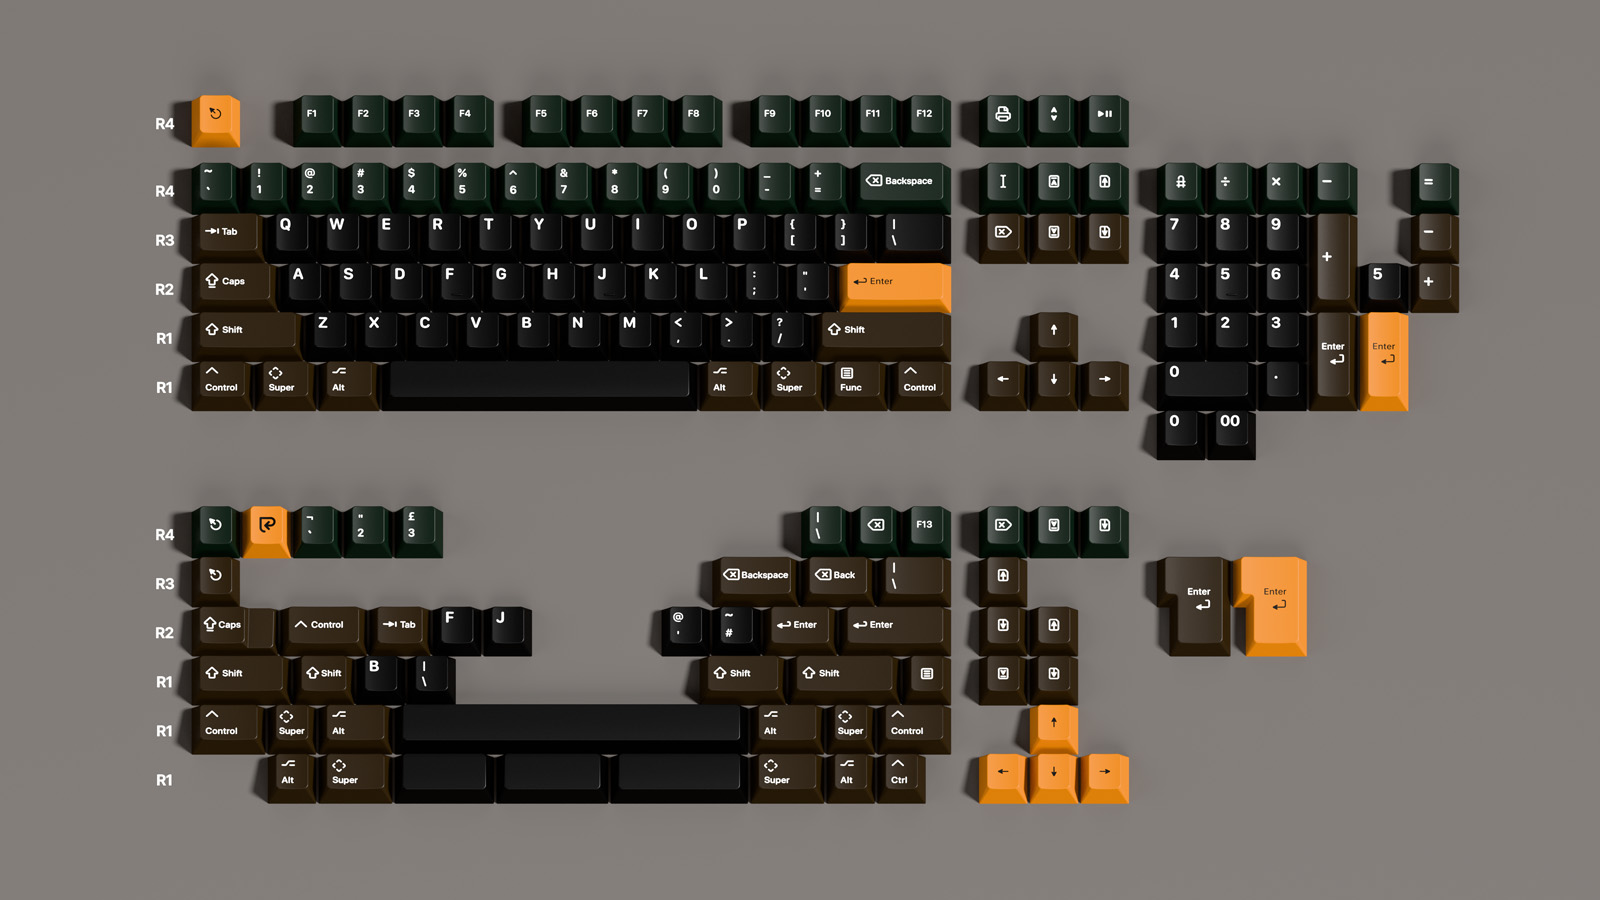 R4 F1 F2 F3 F4 F5 F6 F7 F8 F9 F10 F11 F12
~ ! @ # $ % ^ & * ( ) _ +
R4 ` 1 2 3 4 5 6 7 8 9 0 - = Backspace ÷ × − =
R3 Tab Q W E R T Y U I O P { [ } ] | \ 7 8 9 + −
R2 Caps A S D F G H J K L : ; " ' Enter 4 5 6 5 +
R1 Shift Z X C V B N M < , > . ? / Shift ↑ 1 2 3 Enter Enter
R1 Control Super Alt Alt Super Func Control ← ↓ → 0 .
0 00
R4 ¬ ` " 2 £ 3 | \ F13
R3 Backspace Back | \ Enter Enter
R2 Caps Control Tab F J @ ' ~ # Enter Enter
R1 Shift Shift B | \ Shift Shift
R1 Control Super Alt Alt Super Control ↑
R1 Alt Super Super Alt Ctrl ← ↓ →